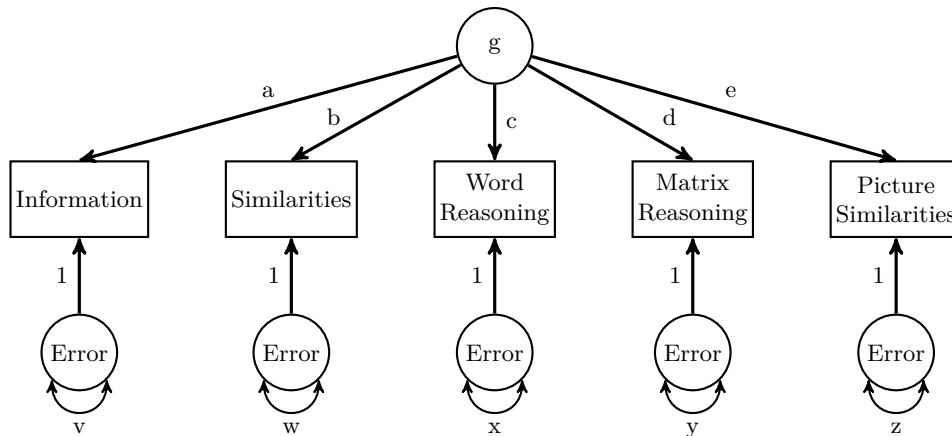 g
a
b
c
d
e
Information
Similarities
Word
Reasoning
Matrix
Reasoning
Picture
Similarities
1
1
1
1
1
Error
Error
Error
Error
Error
v
w
x
y
z